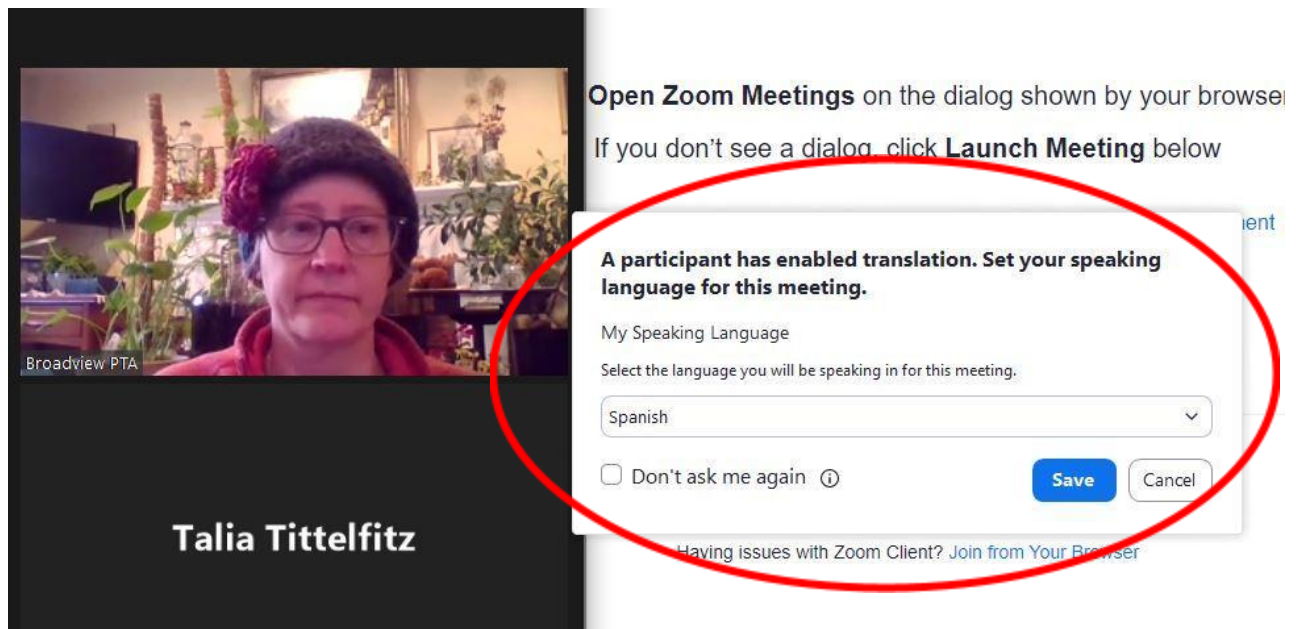 Broadview PTA
Talia Tittelfitz
Open Zoom Meetings on the dialog shown by your browser
If you don't see a dialog, click Launch Meeting below
A participant has enabled translation. Set your speaking
language for this meeting.
My Speaking Language
Select the language you will be speaking in for this meeting.
Spanish
Don't ask me again
Save
Cancel
Having issues with Zoom Client? Join from Your Browser